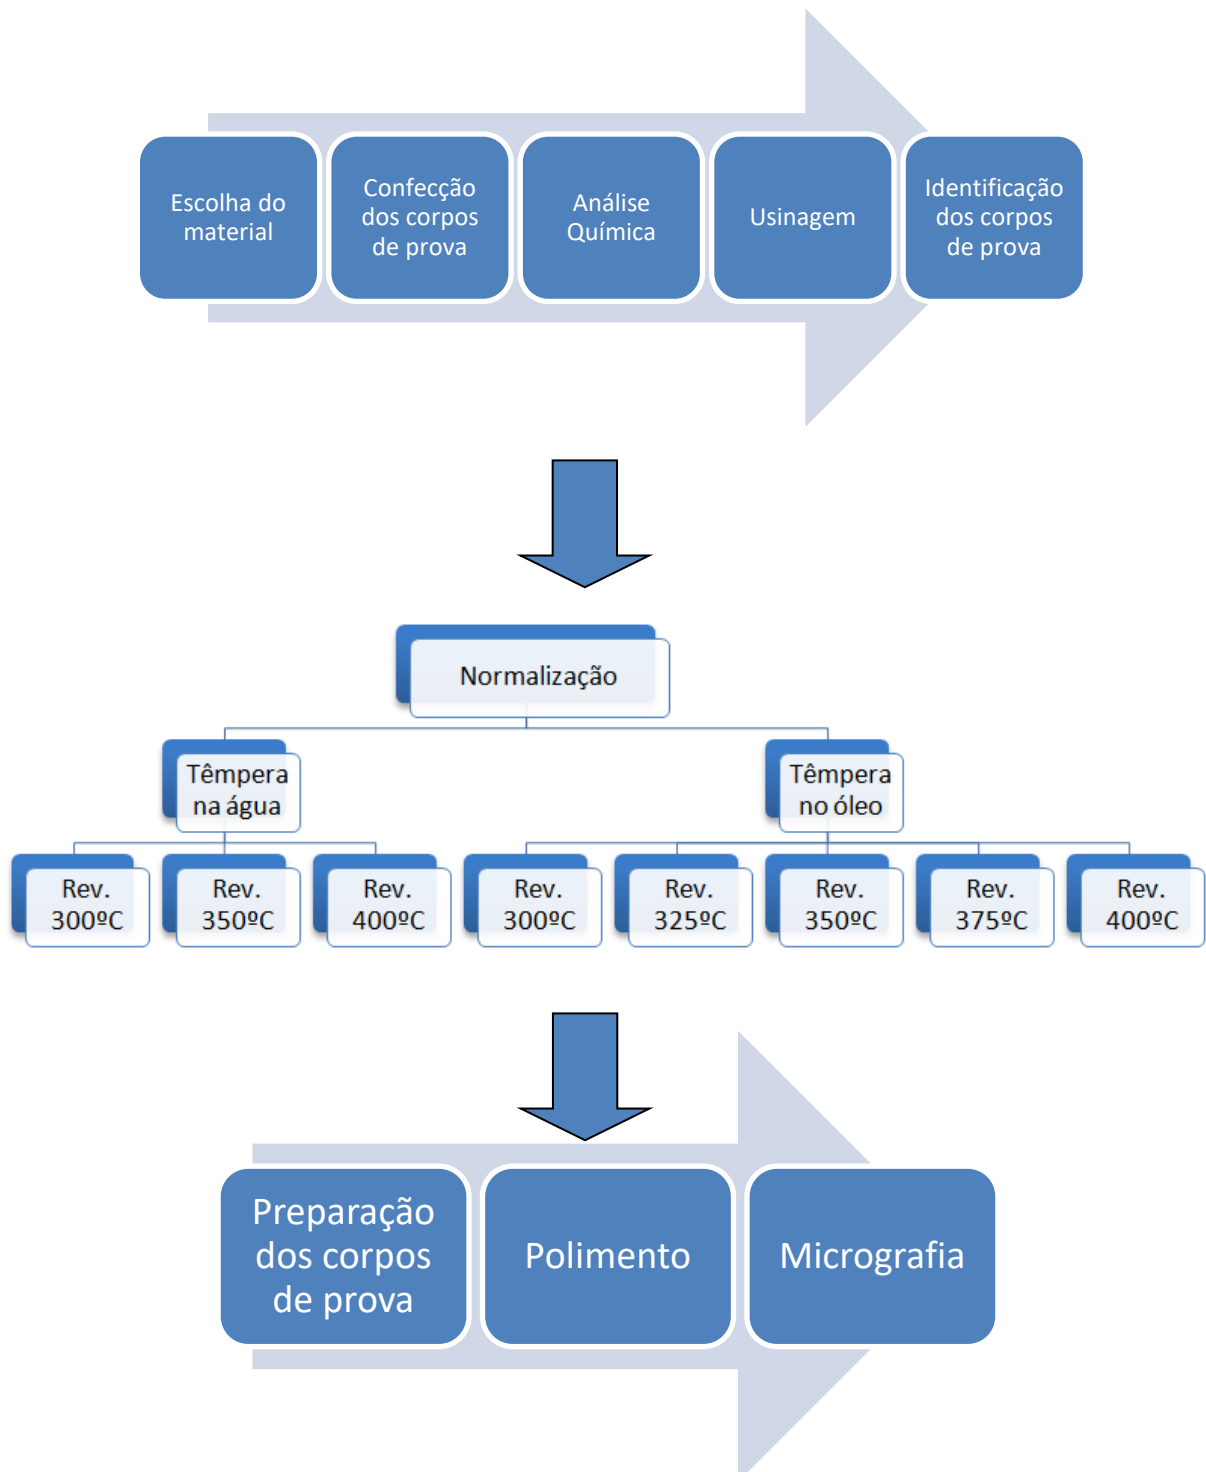 Escolha do
material
Confecção
dos corpos
de prova
Análise
Química
Usinagem
Identificação
dos corpos
de prova
Normalização
Têmpera
na água
Têmpera
no óleo
Rev.
300ºC
Rev.
350ºC
Rev.
400ºC
Rev.
300ºC
Rev.
325ºC
Rev.
350ºC
Rev.
375ºC
Rev.
400ºC
Preparação
dos corpos
de prova
Polimento
Micrografia